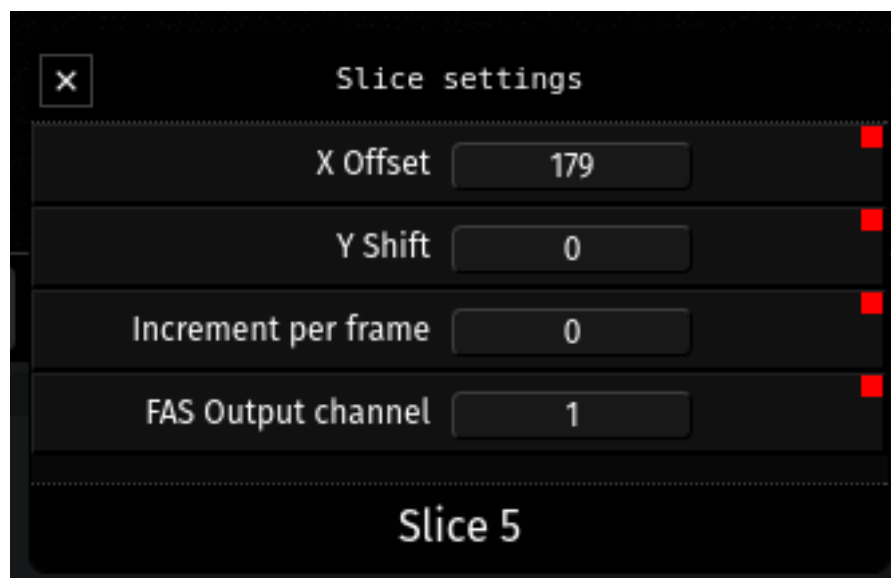 × Slice settings
X Offset 179
Y Shift 0
Increment per frame 0
FAS Output channel 1
Slice 5